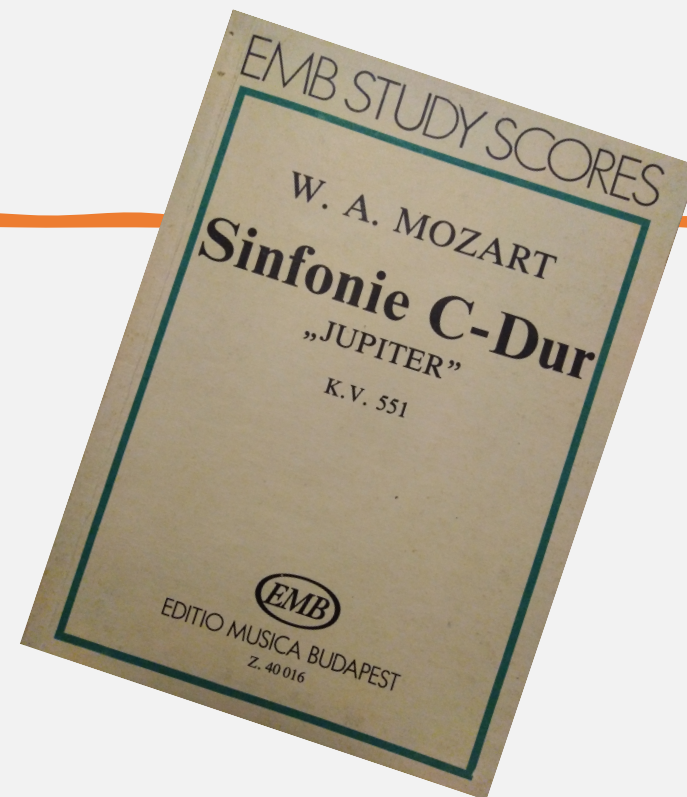 EMB STUDY SCORES
W. A. MOZART
Sinfonie C-Dur
„JUPITER”
K.V. 551
EMB
EDITIO MUSICA BUDAPEST
Z. 40 016